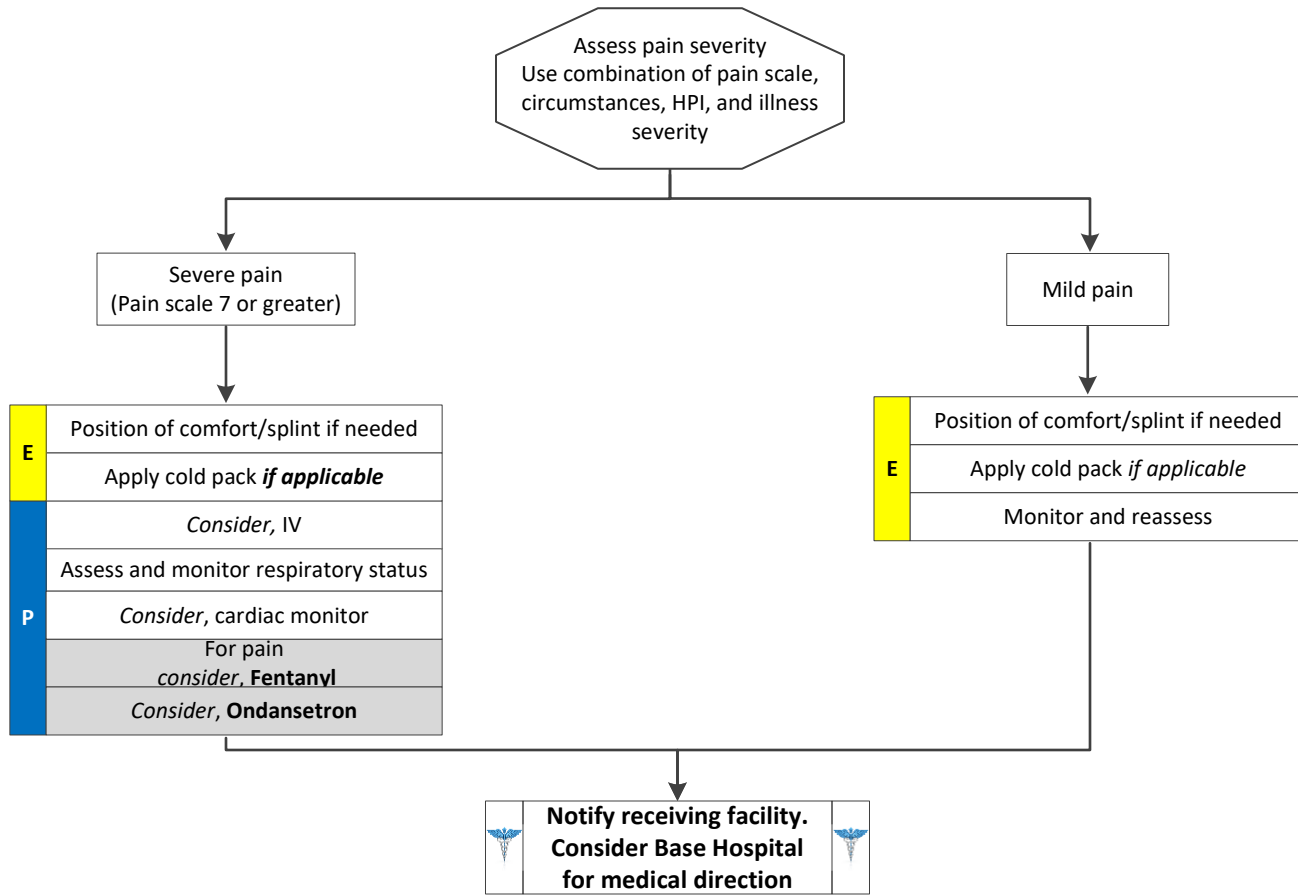 Assess pain severity
Use combination of pain scale,
circumstances, HPI, and illness
severity
Severe pain
(Pain scale 7 or greater)
Mild pain
E
Position of comfort/splint if needed
Apply cold pack if applicable
P
Consider, IV
Assess and monitor respiratory status
Consider, cardiac monitor
For pain
consider, Fentanyl
Consider, Ondansetron
E
Position of comfort/splint if needed
Apply cold pack if applicable
Monitor and reassess
Notify receiving facility.
Consider Base Hospital
for medical direction